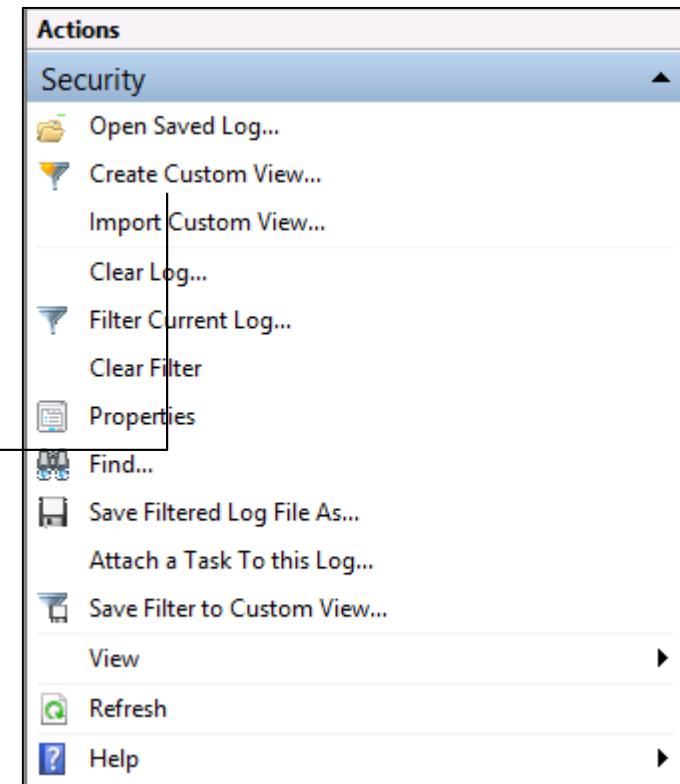 Actions
Security
Open Saved Log...
Create Custom View...
Import Custom View...
Clear Log...
Filter Current Log...
Clear Filter
Properties
Find...
Save Filtered Log File As...
Attach a Task To this Log...
Save Filter to Custom View...
View
Refresh
Help